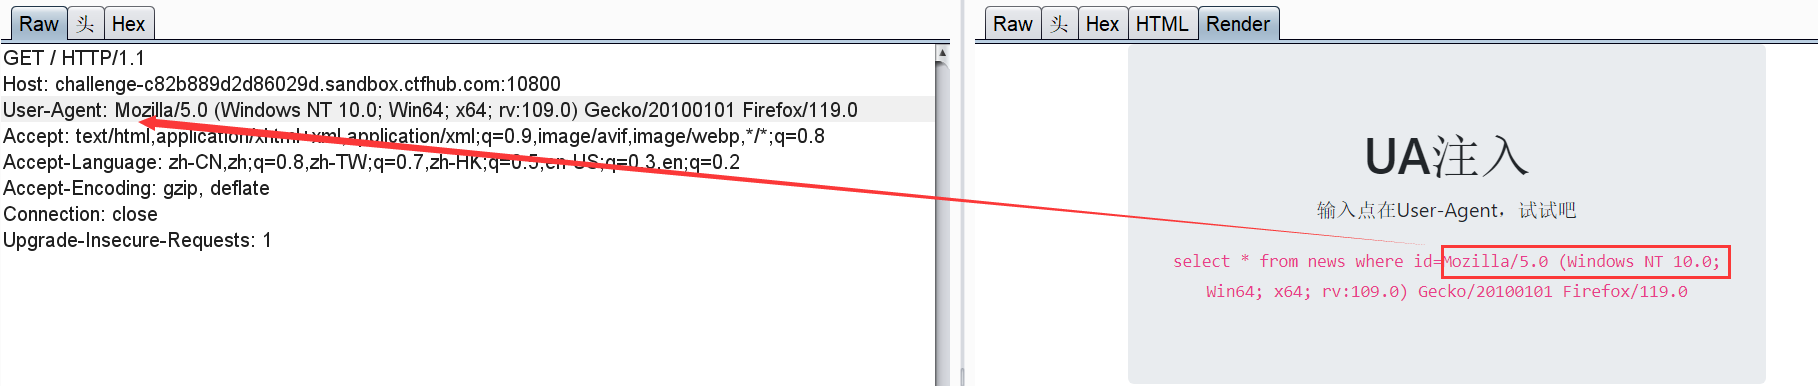 Raw 头 Hex
GET / HTTP/1.1
Host: challenge-c82b889d2d86029d.sandbox.ctfhub.com:10800
User-Agent: Mozilla/5.0 (Windows NT 10.0; Win64; x64; rv:109.0) Gecko/20100101 Firefox/119.0
Accept: text/html,application/xhtml+xml,application/xml;q=0.9,image/avif,image/webp,*/*;q=0.8
Accept-Language: zh-CN,zh;q=0.8,zh-TW;q=0.7,zh-HK;q=0.5,en-US;q=0.3,en;q=0.2
Accept-Encoding: gzip, deflate
Connection: close
Upgrade-Insecure-Requests: 1
Raw 头 Hex HTML Render
UA注入
输入点在User-Agent，试试吧
select * from news where id=Mozilla/5.0 (Windows NT 10.0;
Win64; x64; rv:109.0) Gecko/20100101 Firefox/119.0